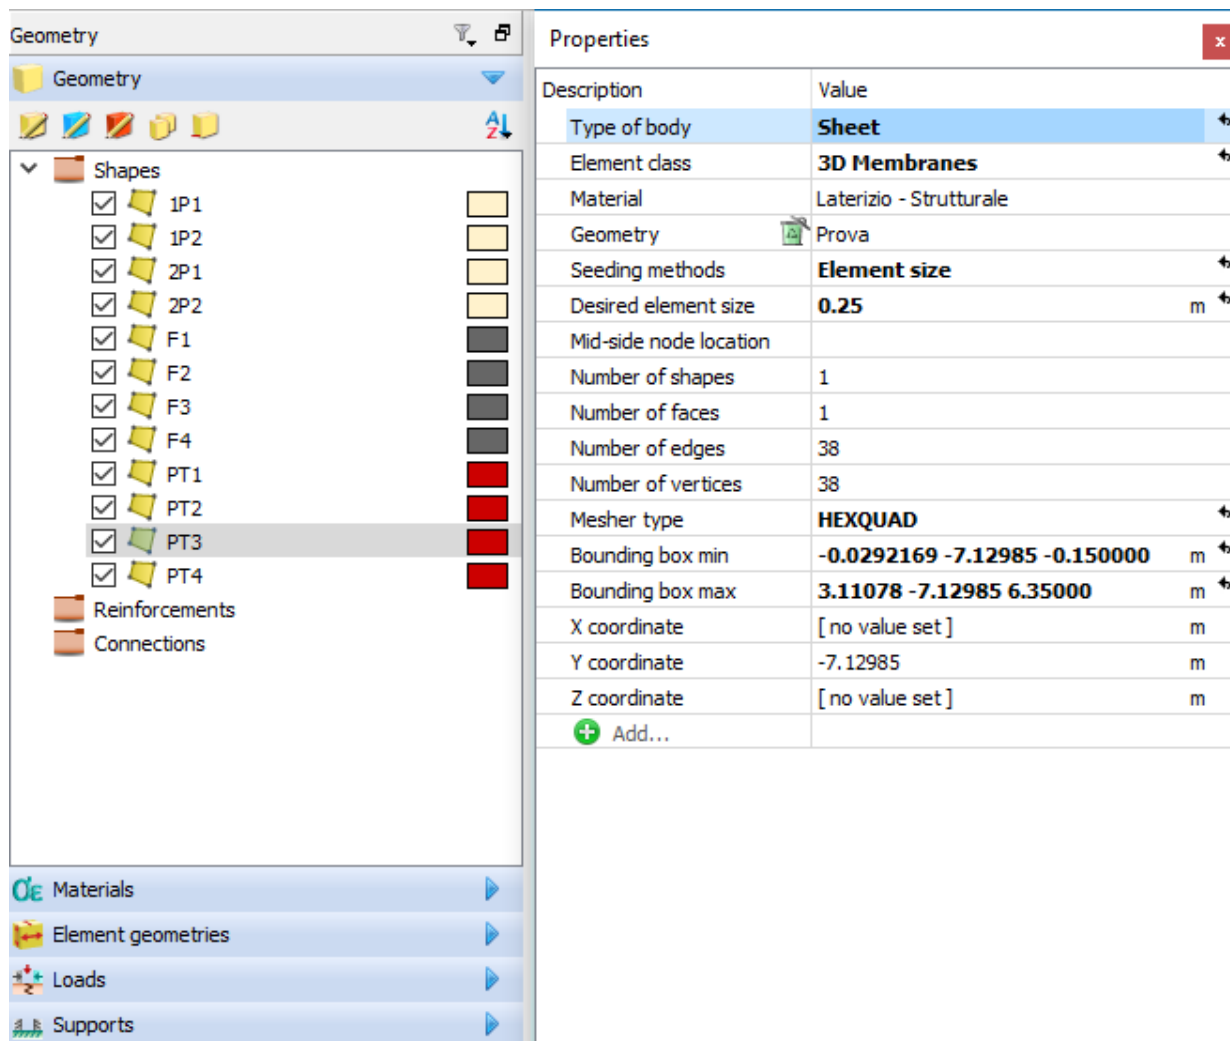 Geometry
Geometry
Shapes
1P1
1P2
2P1
2P2
F1
F2
F3
F4
PT1
PT2
PT3
PT4
Reinforcements
Connections
Materials
Element geometries
Loads
Supports
Properties
Description Value
Type of body Sheet
Element class 3D Membranes
Material Laterizio - Strutturale
Geometry Prova
Seeding methods Element size
Desired element size 0.25 m
Mid-side node location
Number of shapes 1
Number of faces 1
Number of edges 38
Number of vertices 38
Mesher type HEXQUAD
Bounding box min -0.0292169 -7.12985 -0.150000 m
Bounding box max 3.11078 -7.12985 6.35000 m
X coordinate [ no value set ] m
Y coordinate -7.12985 m
Z coordinate [ no value set ] m
Add...